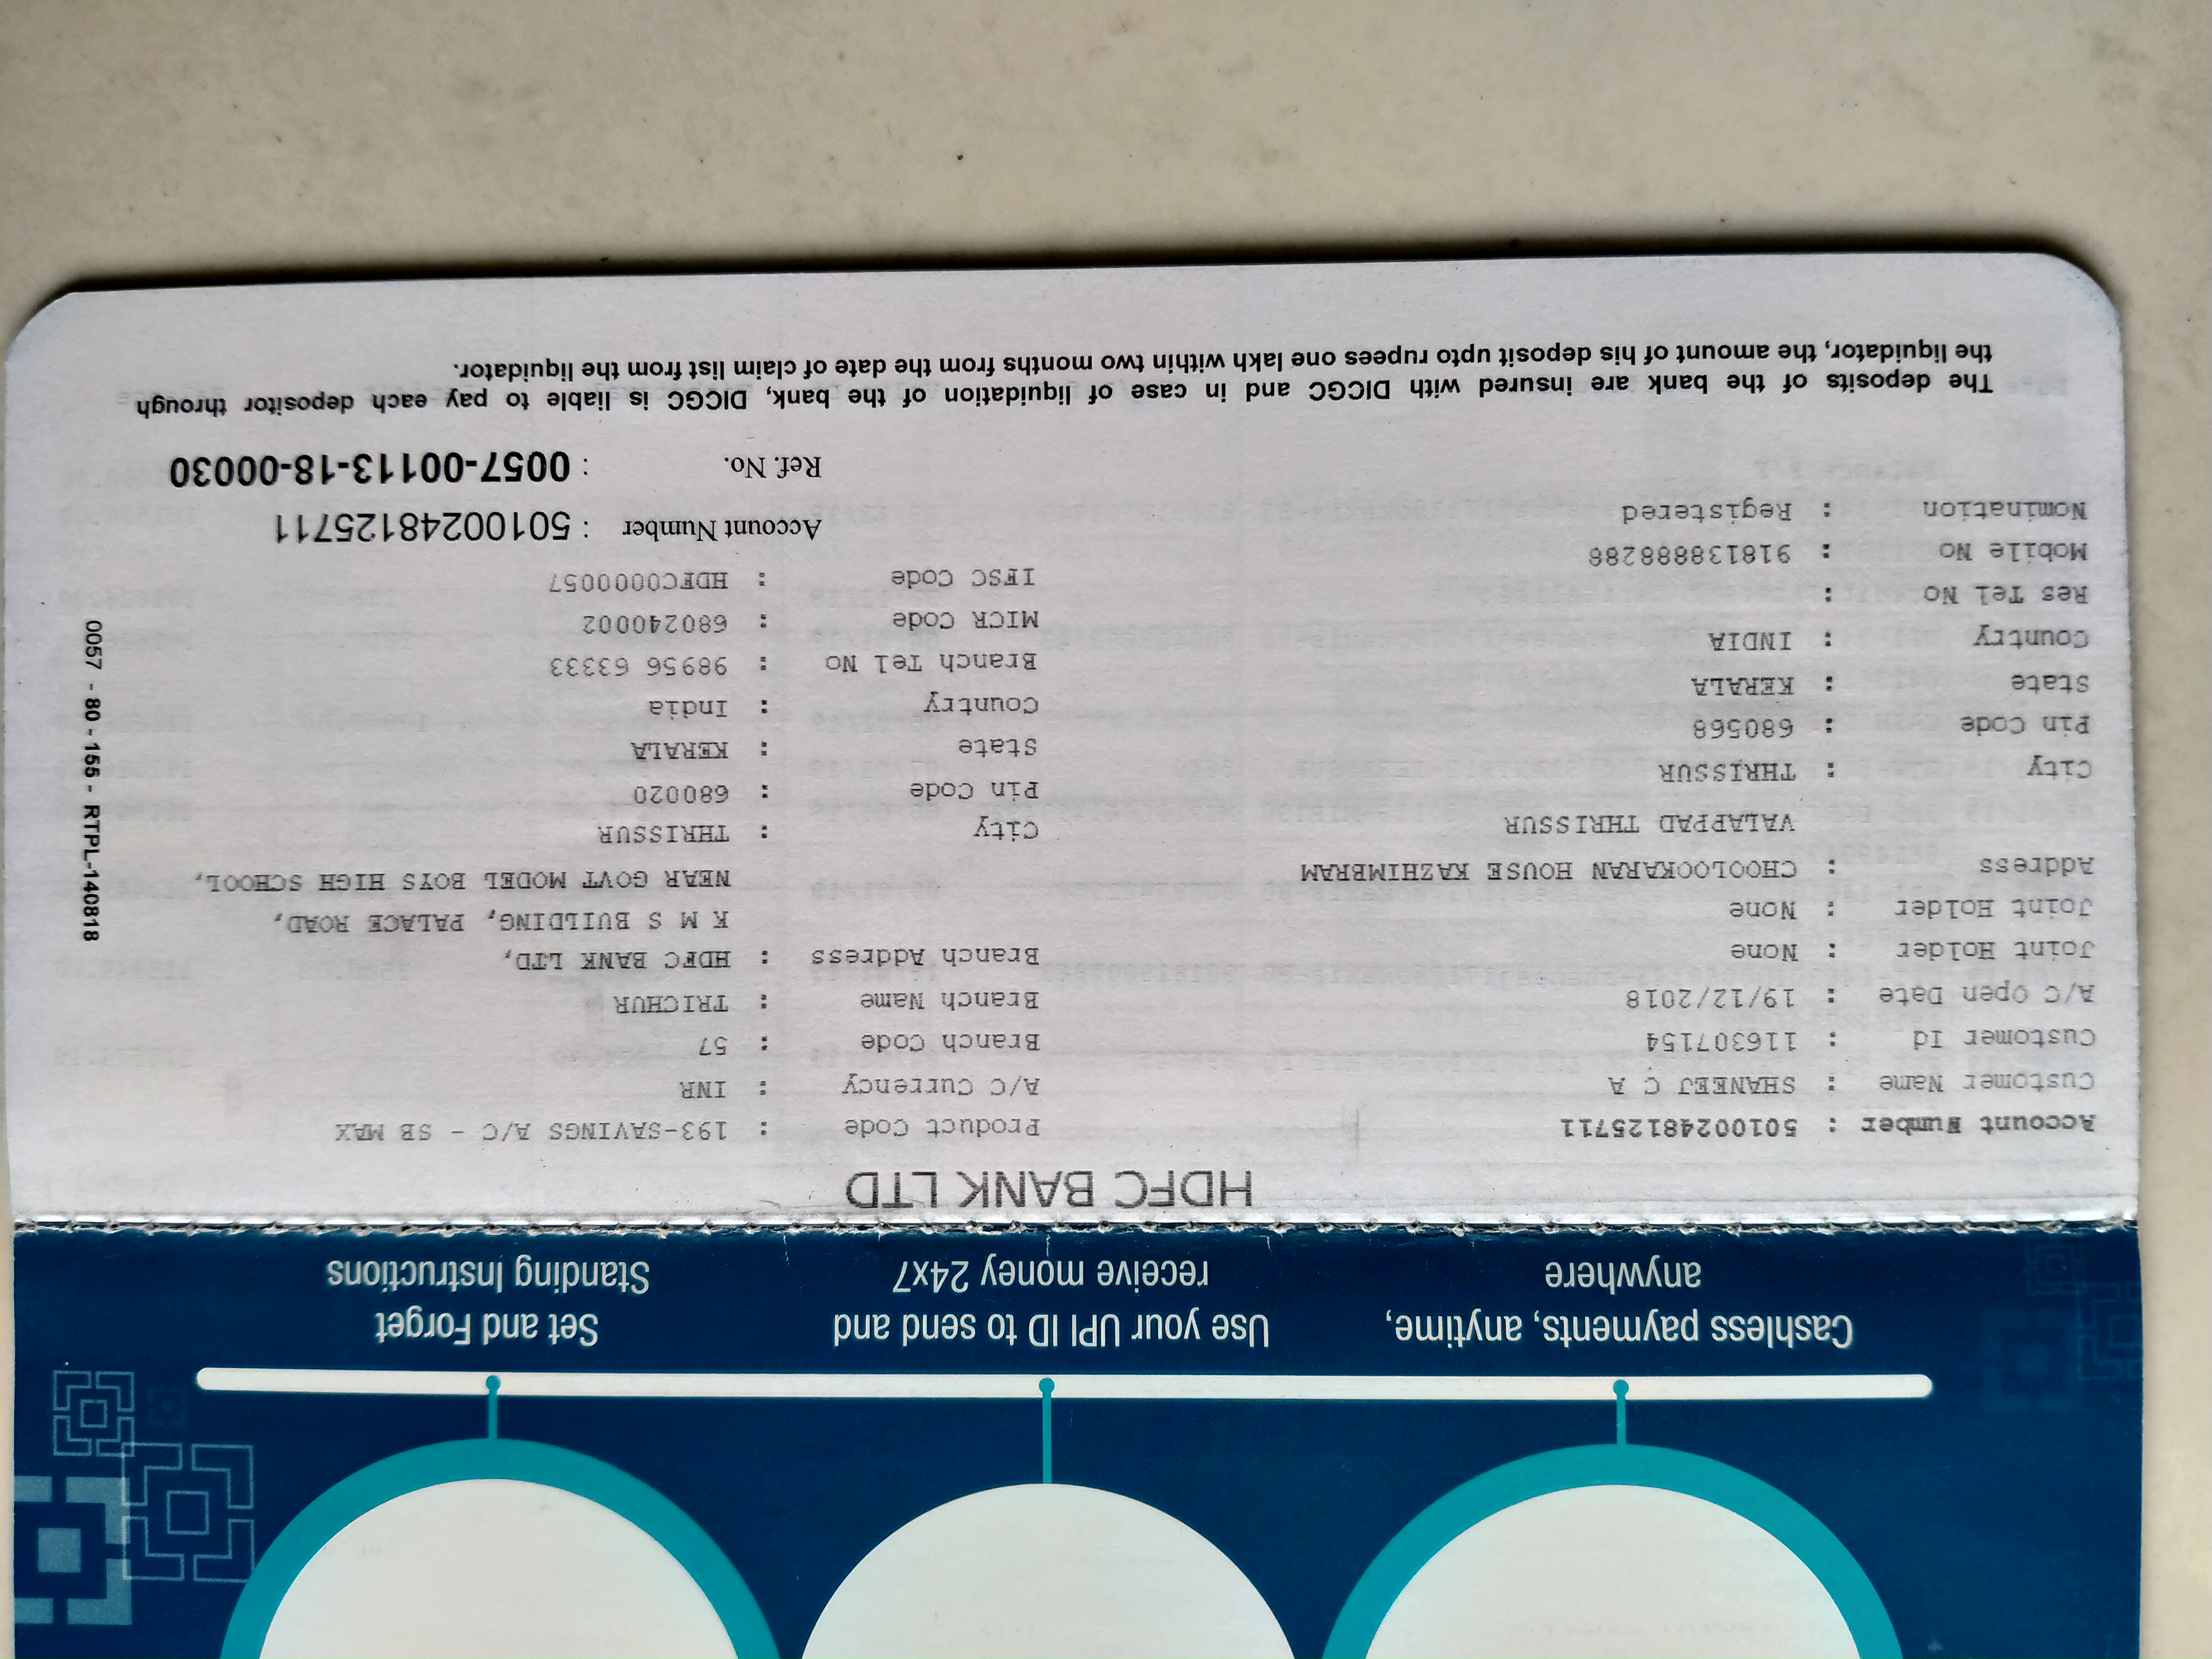 Cashless payments, anytime,
anywhere
Use your UPI ID to send and
receive money 24x7
Set and Forget
Standing Instructions
HDFC BANK LTD
Account Number : 50100248125711
Customer Name : SHANEEJ C A
Customer Id : 116307154
A/C Open Date : 19/12/2018
Joint Holder : None
Joint Holder : None
Address : CHOOLOOKARAN HOUSE KAZHIMBRAM
VALAPPAD THRISSUR
City : THRISSUR
Pin Code : 680568
State : KERALA
Country : INDIA
Res Tel No :
Mobile No : 918138888288
Nomination : Registered
Product Code : 193-SAVINGS A/C - SB MAX
A/C Currency : INR
Branch Code : 57
Branch Name : TRICHUR
Branch Address : HDFC BANK LTD,
K M S BUILDING, PALACE ROAD,
NEAR GOVT MODEL BOYS HIGH SCHOOL,
City : THRISSUR
Pin Code : 680020
State : KERALA
Country : India
Branch Tel No : 98956 63333
MICR Code : 680240002
IFSC Code : HDFC0000057
Account Number : 50100248125711
Ref. No. : 0057-00113-18-00030
The deposits of the bank are insured with DICGC and in case of liquidation of the bank, DICGC is liable to pay each depositor through
the liquidator, the amount of his deposit upto rupees one lakh within two months from the date of claim list from the liquidator.
0057 - 80 - 155 - RTPL-140818